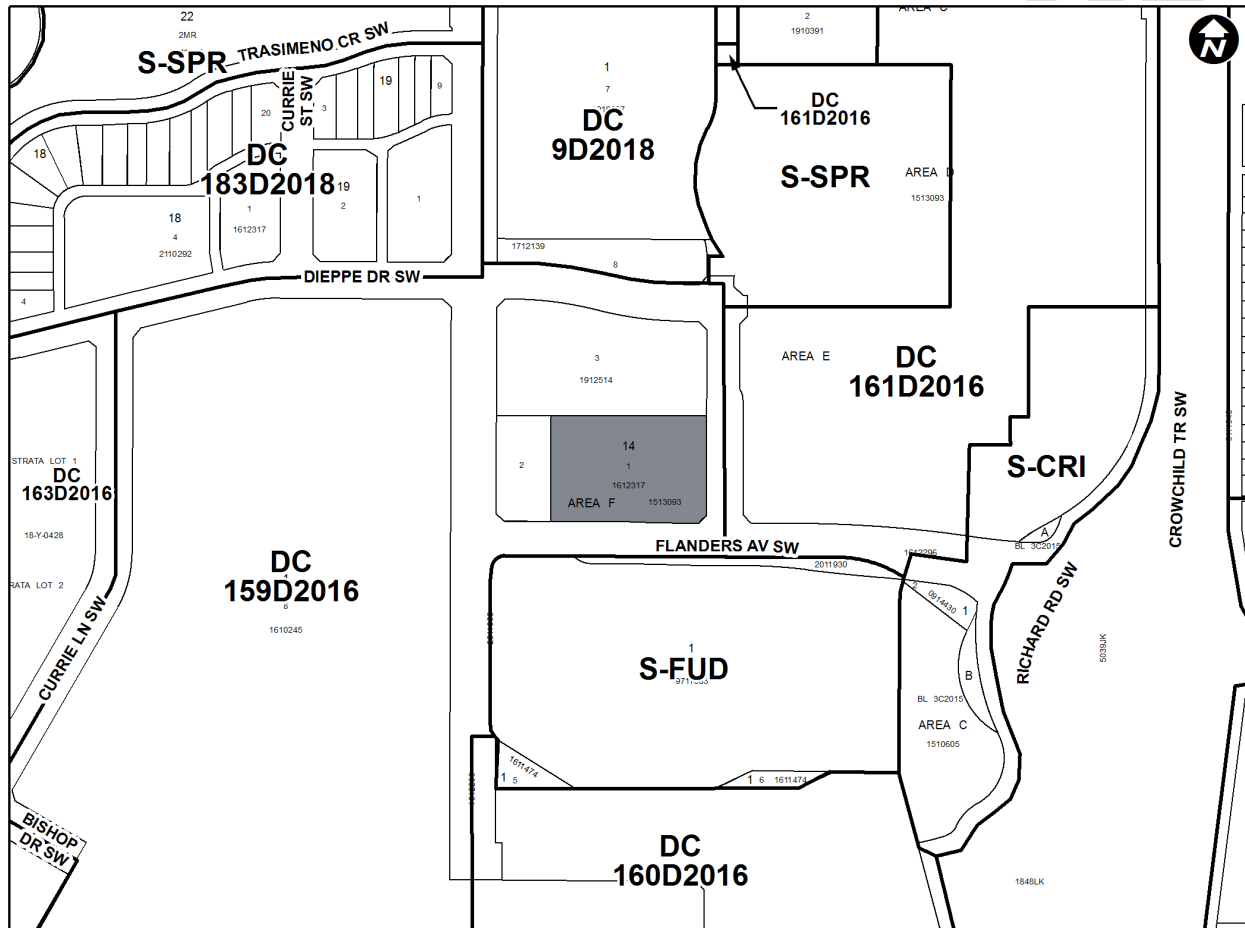 22
2MR
S-SPR
TRASIMENO CR SW
CURRIE
ST SW
3
19
9
20
18
DC
183D2018
19
2
1
1
1612317
18
4
2110292
4
DIEPPE DR SW
1
7
DC
9D2018
1712139
8
2
1910391
N
DC
161D2016
S-SPR
AREA D
1513093
3
1912514
AREA E
DC
161D2016
14
1
1612317
AREA F
1513093
2
S-CRI
CROWCHILD TR SW
STRATA LOT 1
DC
163D2016
18-Y-0428
RATA LOT 2
CURRIE LN SW
DC
159D2016
8
1610245
FLANDERS AV SW
A
BL 3C2015
1612296
2011930
2
0914430
1
RICHARD RD SW
5039JK
1
S-FUD
B
BL 3C2015
AREA C
1510605
1611474
1
5
1
6
1611474
BISHOP
DR SW
DC
160D2016
1848LK